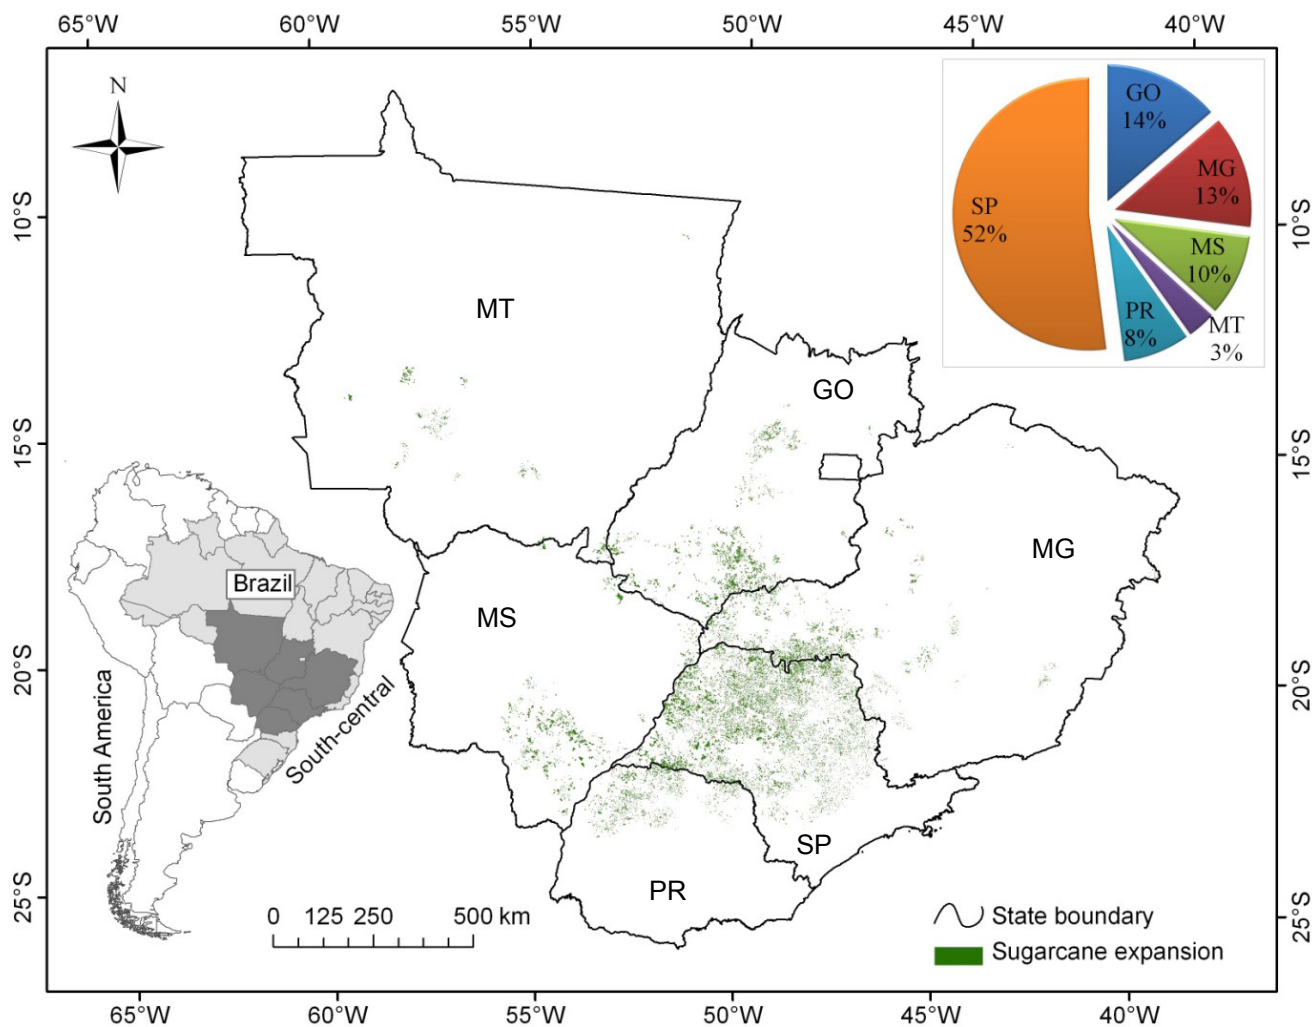 65°W 60°W 55°W 50°W 45°W 40°W
N
GO
14%
MG
13%
SP
52%
MS
10%
PR
8%
MT
3%
10°S
10°S
MT
GO
15°S
15°S
MG
Brazil
MS
20°S
20°S
South America
South-central
SP
PR
25°S
25°S
0 125 250 500 km
State boundary
Sugarcane expansion
65°W 60°W 55°W 50°W 45°W 40°W